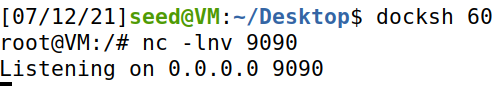 [07/12/21]seed@VM:~/Desktop$ docksh 60
root@VM:/# nc -lnv 9090
Listening on 0.0.0.0 9090